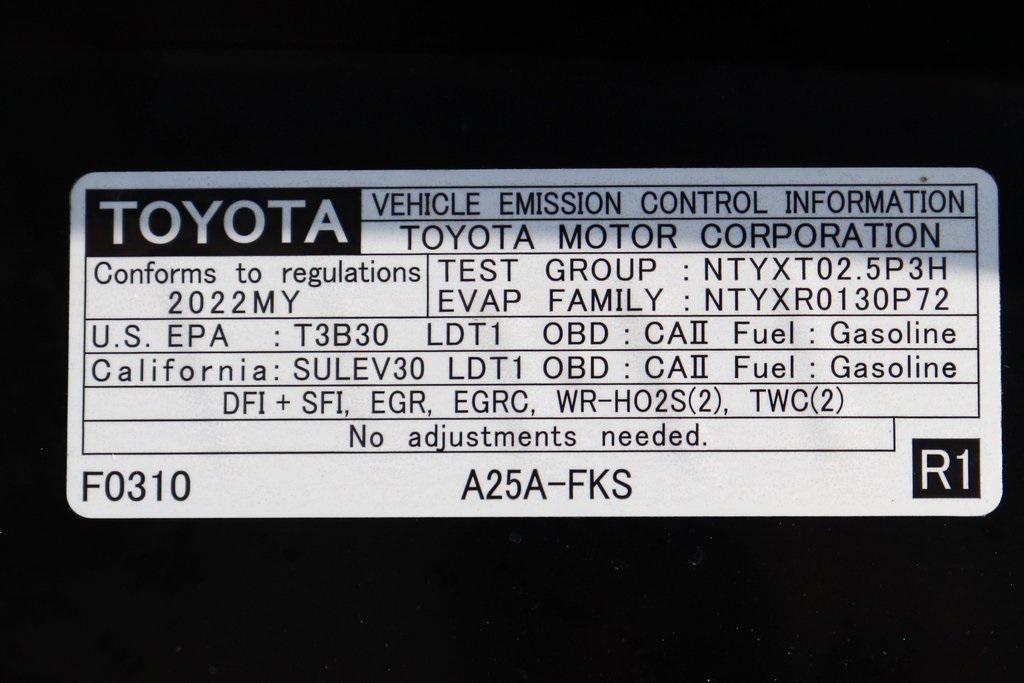 TOYOTA VEHICLE EMISSION CONTROL INFORMATION
TOYOTA MOTOR CORPORATION
Conforms to regulations
2022MY
TEST GROUP : NTYXT02.5P3H
EVAP FAMILY : NTYXR0130P72
U.S. EPA : T3B30 LDT1 OBD : CAⅡ Fuel : Gasoline
California: SULEV30 LDT1 OBD : CAⅡ Fuel : Gasoline
DFI + SFI, EGR, EGRC, WR-HO2S(2), TWC(2)
No adjustments needed.
F0310 A25A-FKS R1